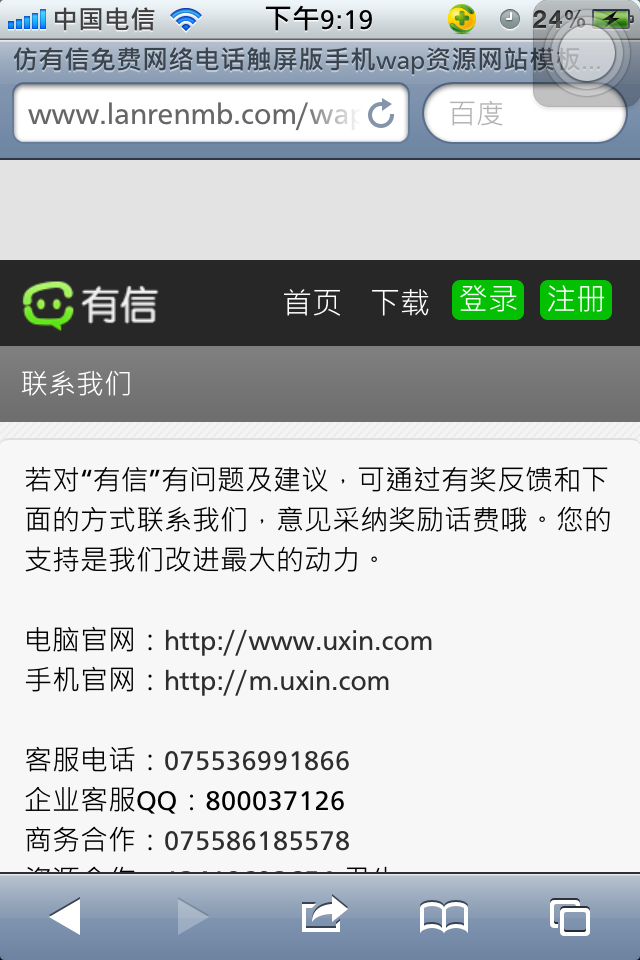 中国电信 下午9:19 24%
仿有信免费网络电话触屏版手机wap资源网站模板...
www.lanrenmb.com/wap 百度
有信 首页 下载 登录 注册
联系我们
若对“有信”有问题及建议，可通过有奖反馈和下
面的方式联系我们，意见采纳奖励话费哦。您的
支持是我们改进最大的动力。
电脑官网：http://www.uxin.com
手机官网：http://m.uxin.com
客服电话：075536991866
企业客服QQ：800037126
商务合作：075586185578
资源合作：